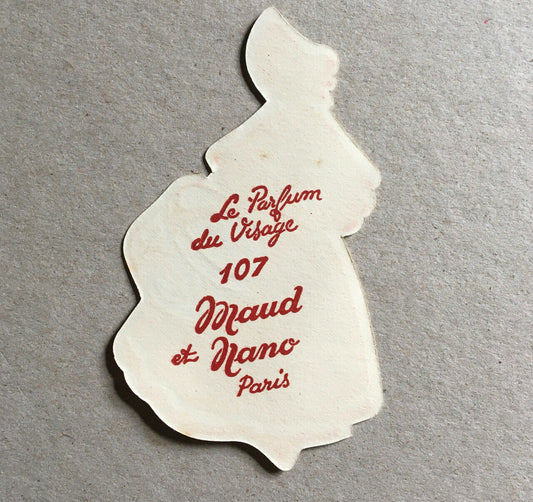 Le Parfum
du Visage
107
Maud
et Nano
Paris